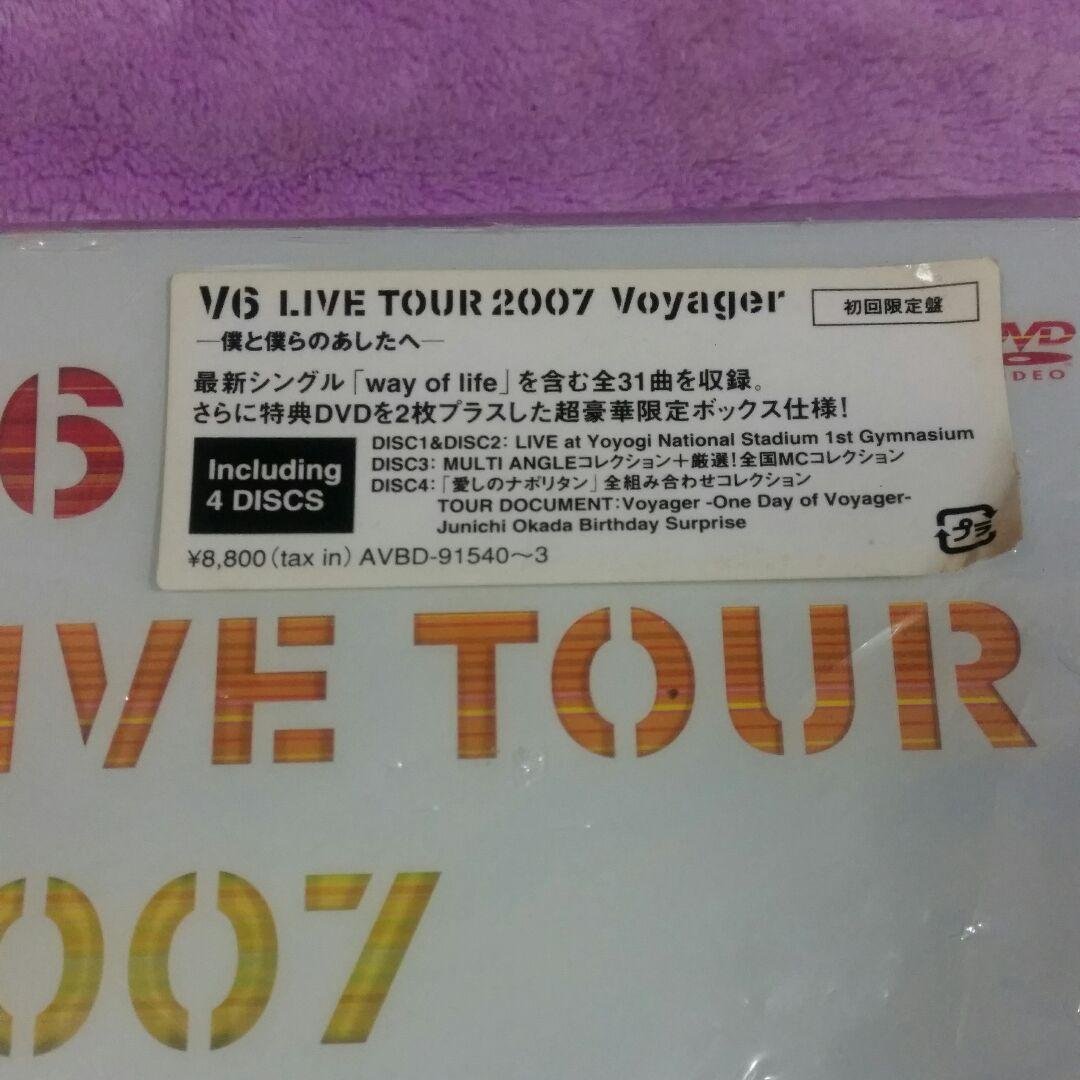 V6 LIVE TOUR 2007 Voyager
初回限定盤
―僕と僕らのあしたへ―
最新シングル「way of life」を含む全31曲を収録。
さらに特典DVDを2枚プラスした超豪華限定ボックス仕様!
Including
4 DISCS
DISC1&DISC2: LIVE at Yoyogi National Stadium 1st Gymnasium
DISC3: MULTI ANGLEコレクション+厳選!全国MCコレクション
DISC4:「愛しのナポリタン」全組み合わせコレクション
TOUR DOCUMENT:Voyager -One Day of Voyager-
Junichi Okada Birthday Surprise
プラ
¥8,800(tax in) AVBD-91540〜3
DVD
VIDEO
6
IVE TOUR
007